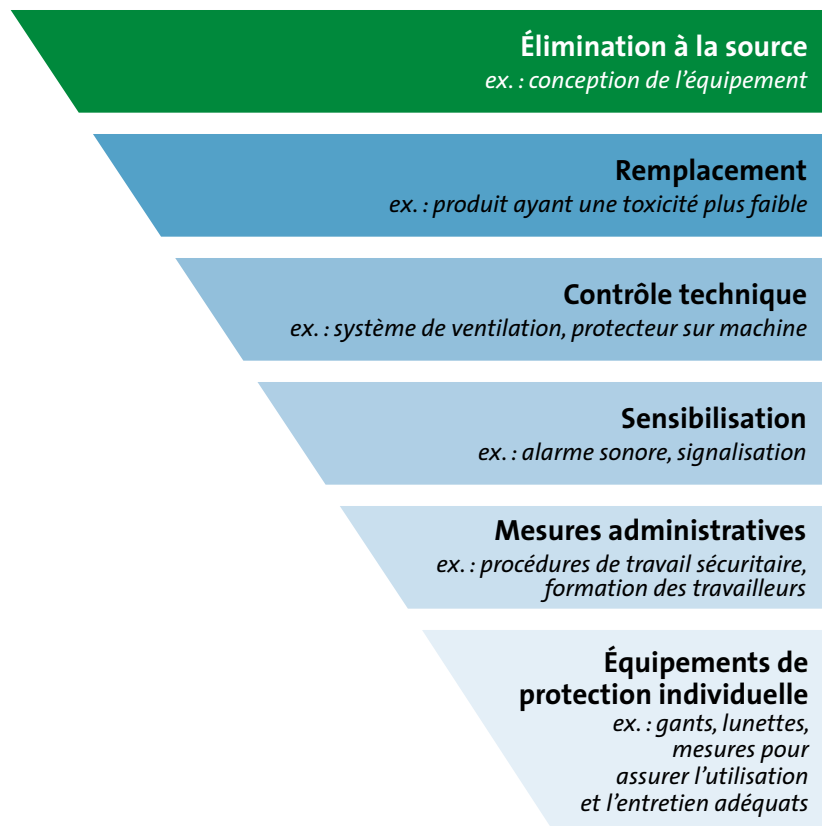 Élimination à la source
ex. : conception de l’équipement
Remplacement
ex. : produit ayant une toxicité plus faible
Contrôle technique
ex. : système de ventilation, protecteur sur machine
Sensibilisation
ex. : alarme sonore, signalisation
Mesures administratives
ex. : procédures de travail sécuritaire,
formation des travailleurs
Équipements de
protection individuelle
ex. : gants, lunettes,
mesures pour
assurer l’utilisation
et l’entretien adéquats